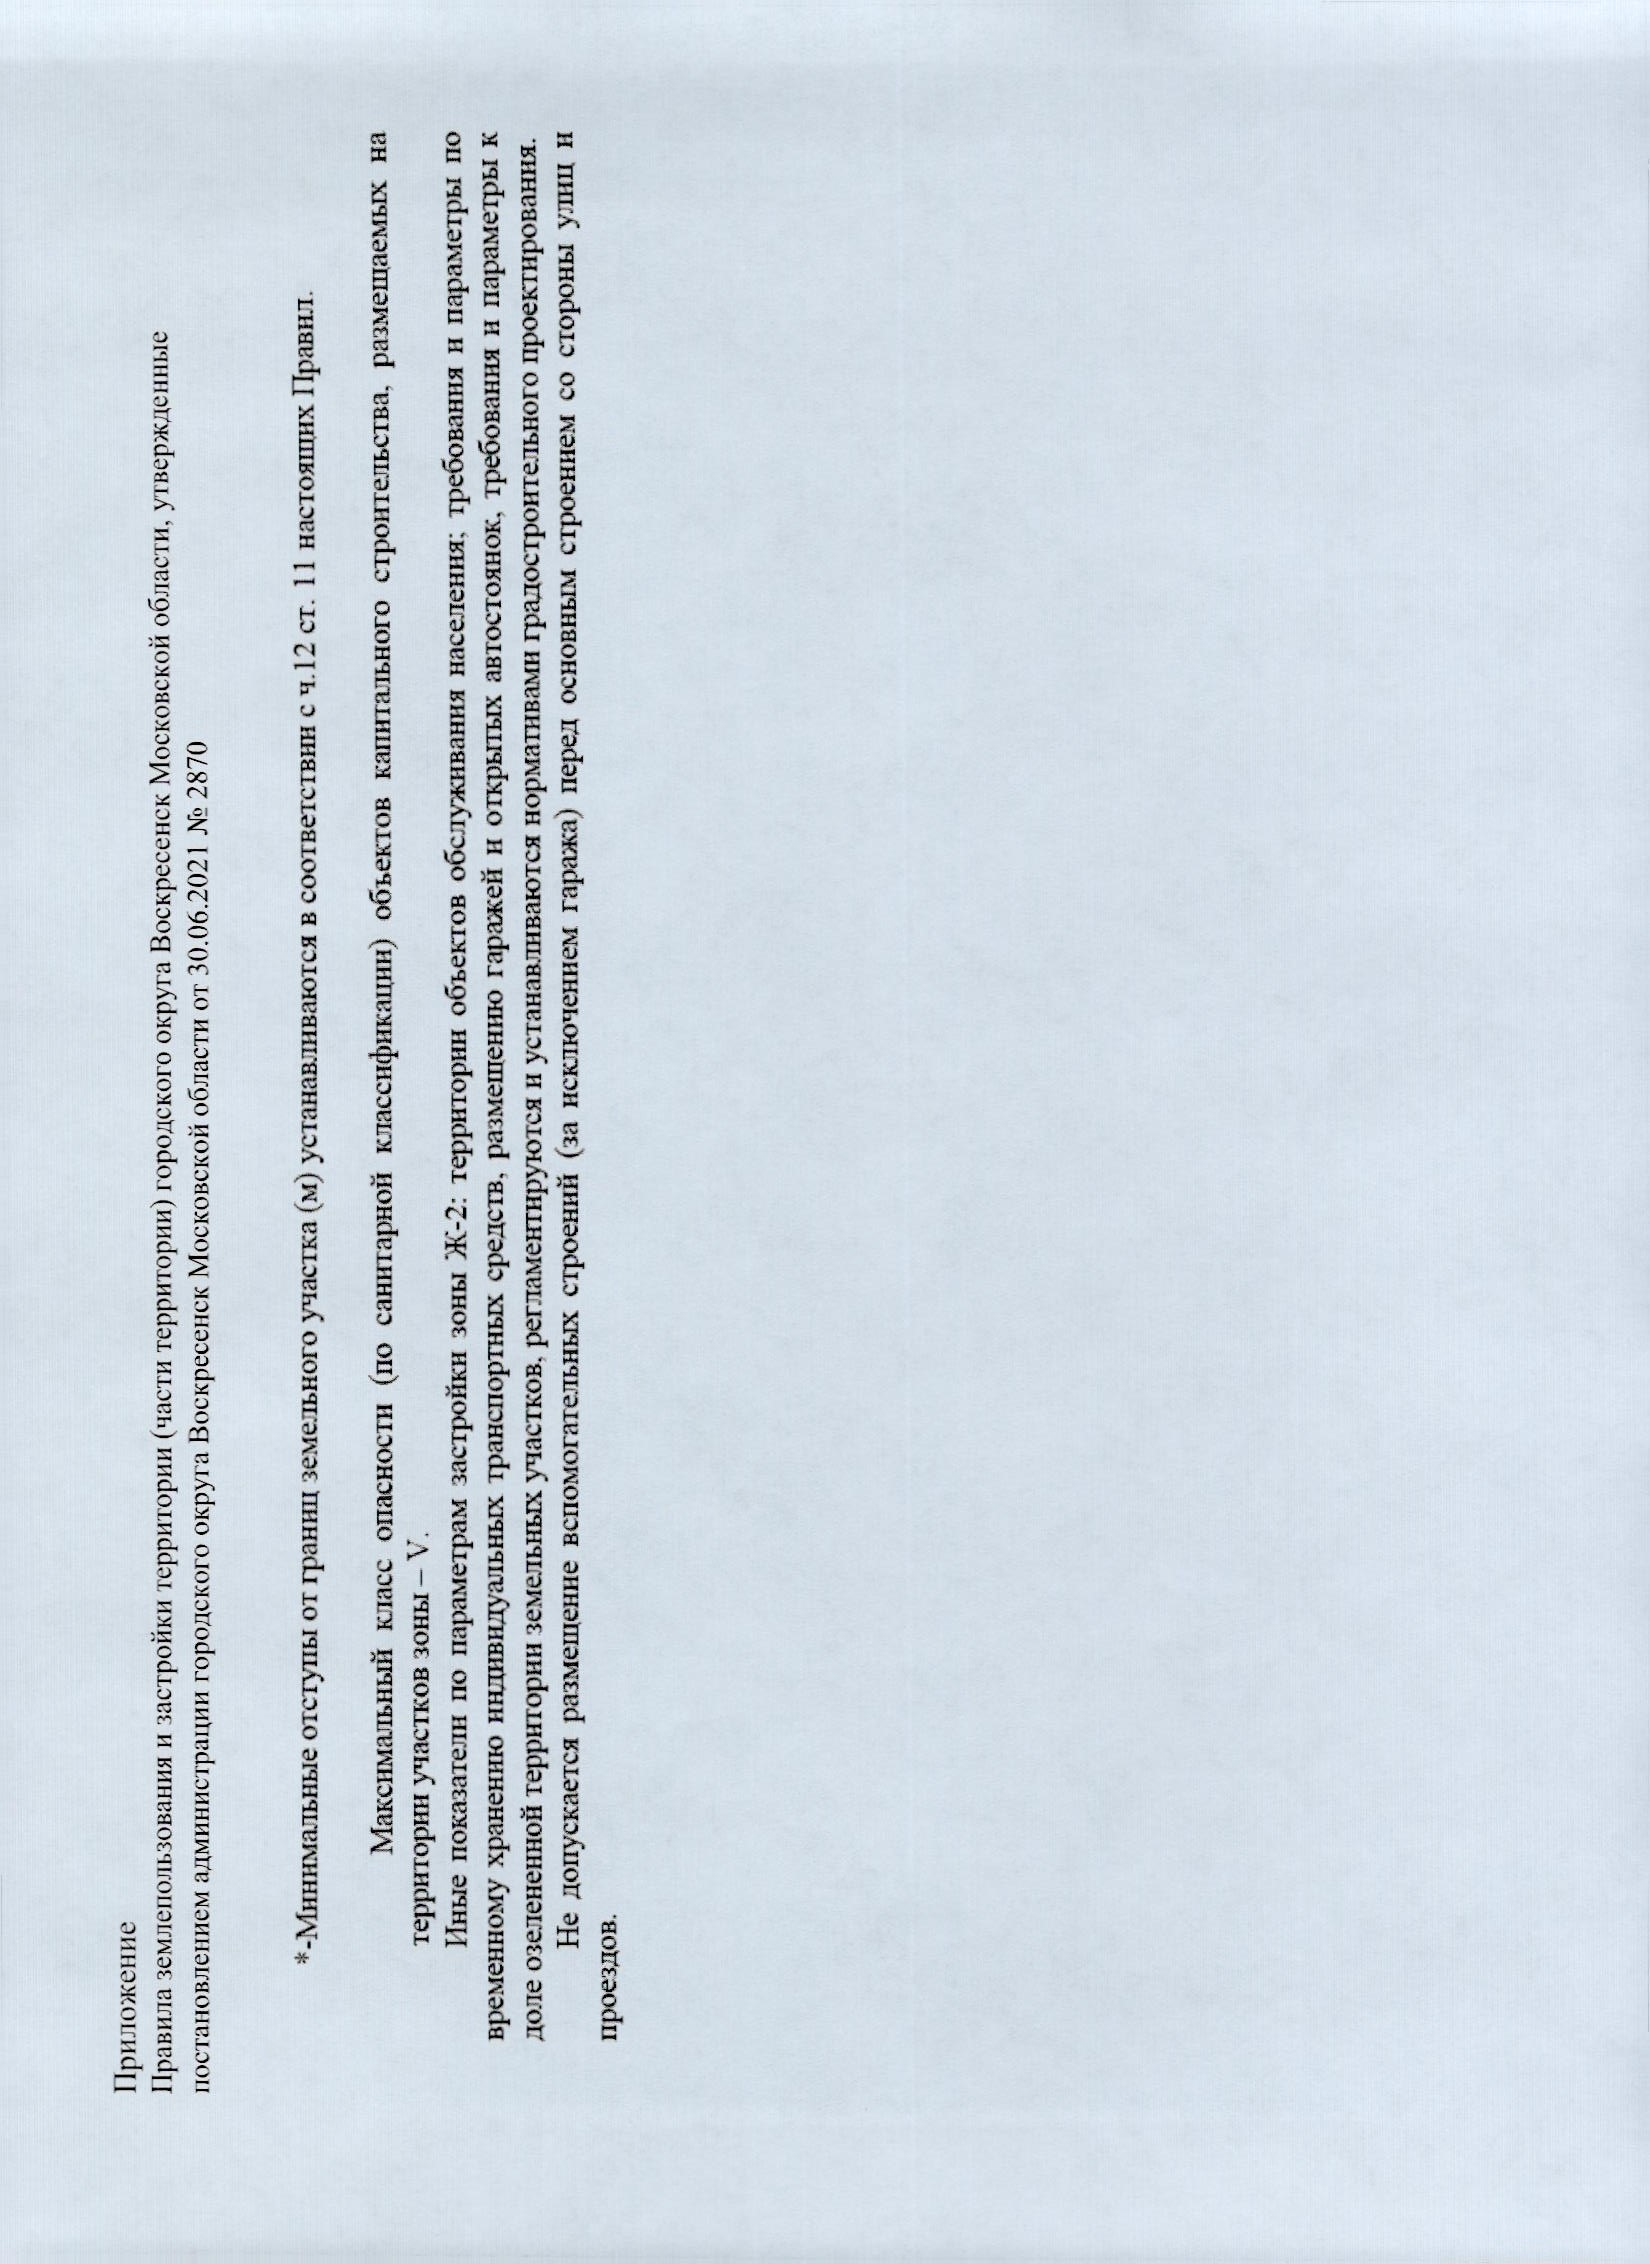 Приложение
Правила землепользования и застройки территории (части территории) городского округа Воскресенск Московской области, утвержденные
постановлением администрации городского округа Воскресенск Московской области от 30.06.2021 № 2870
*-Минимальные отступы от границ земельного участка (м) устанавливаются в соответствии с ч.12 ст. 11 настоящих Правил.
Максимальный класс опасности (по санитарной классификации) объектов капитального строительства, размещаемых на
территории участков зоны – V.
Иные показатели по параметрам застройки зоны Ж-2: территории объектов обслуживания населения; требования и параметры по
временному хранению индивидуальных транспортных средств, размещению гаражей и открытых автостоянок, требования и параметры к
доле озелененной территории земельных участков, регламентируются и устанавливаются нормативами градостроительного проектирования.
Не допускается размещение вспомогательных строений (за исключением гаража) перед основным строением со стороны улиц и
проездов.